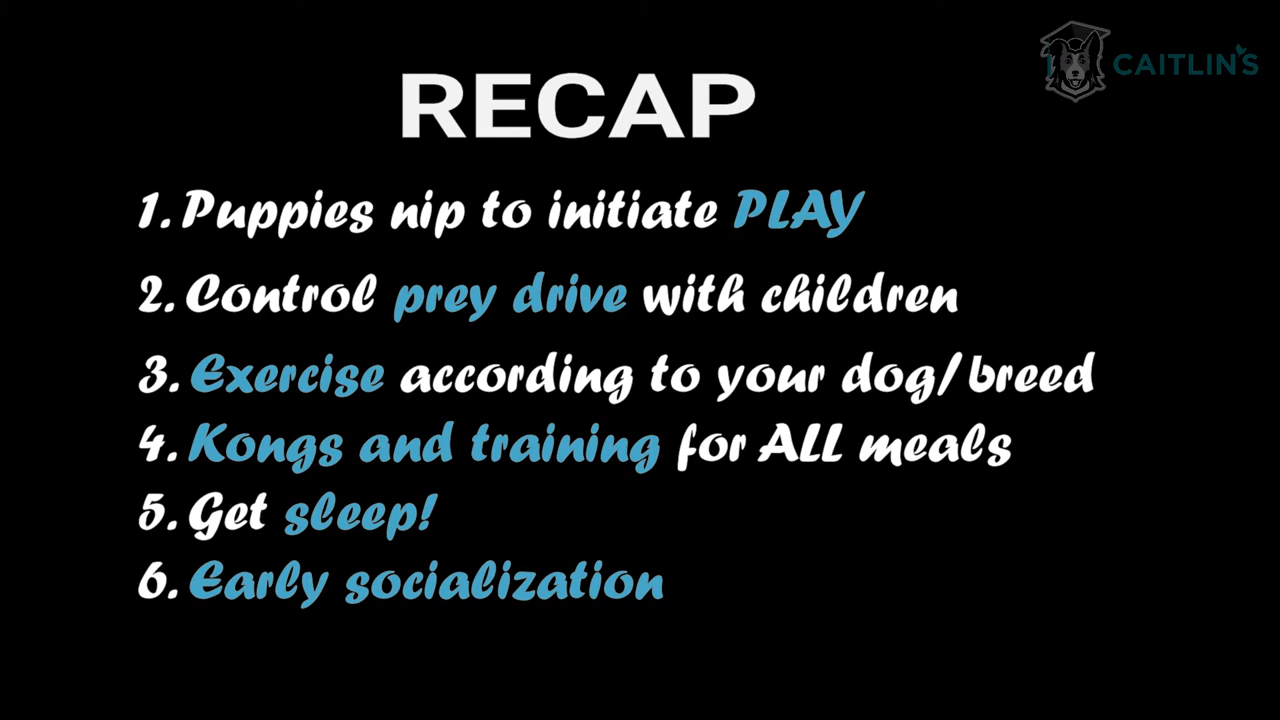 CAITLIN'S
RECAP
1. Puppies nip to initiate PLAY
2. Control prey drive with children
3. Exercise according to your dog/breed
4. Kongs and training for ALL meals
5. Get sleep!
6. Early socialization